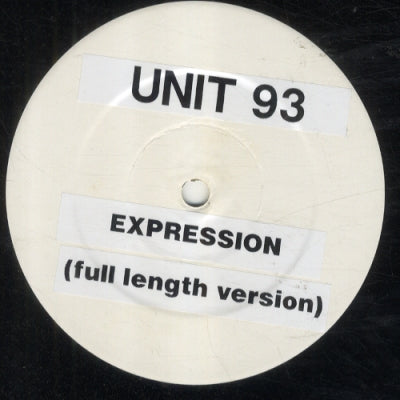 UNIT 93
EXPRESSION
(full length version)